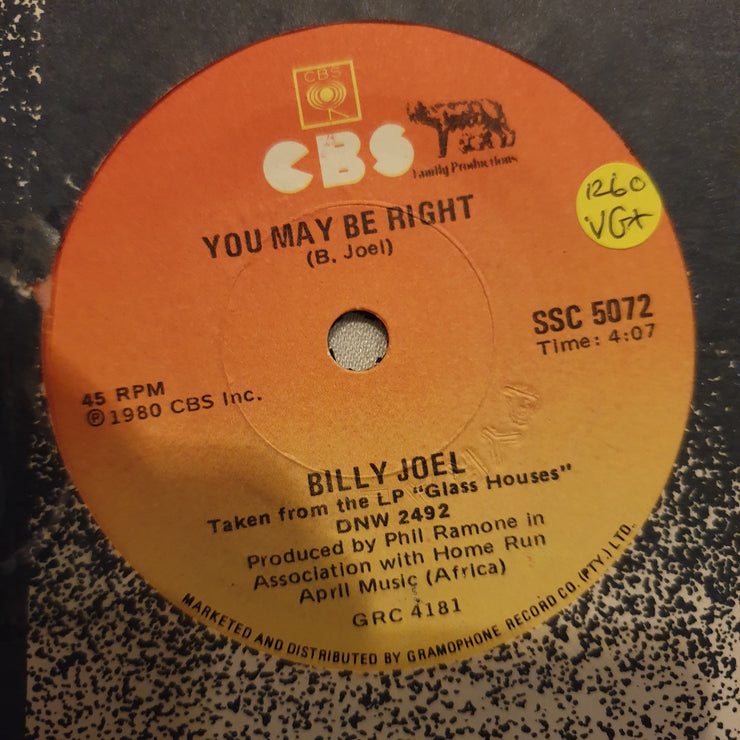 CBS
CBS
Family Productions
1260
VG+
YOU MAY BE RIGHT
(B. Joel)
SSC 5072
Time: 4:07
45 RPM
Ⓟ 1980 CBS Inc.
BILLY JOEL
Taken from the LP "Glass Houses"
DNW 2492
Produced by Phil Ramone in
Association with Home Run
April Music (Africa)
GRC 4181
MARKETED AND DISTRIBUTED BY GRAMOPHONE RECORD CO. (PTY.) LTD.